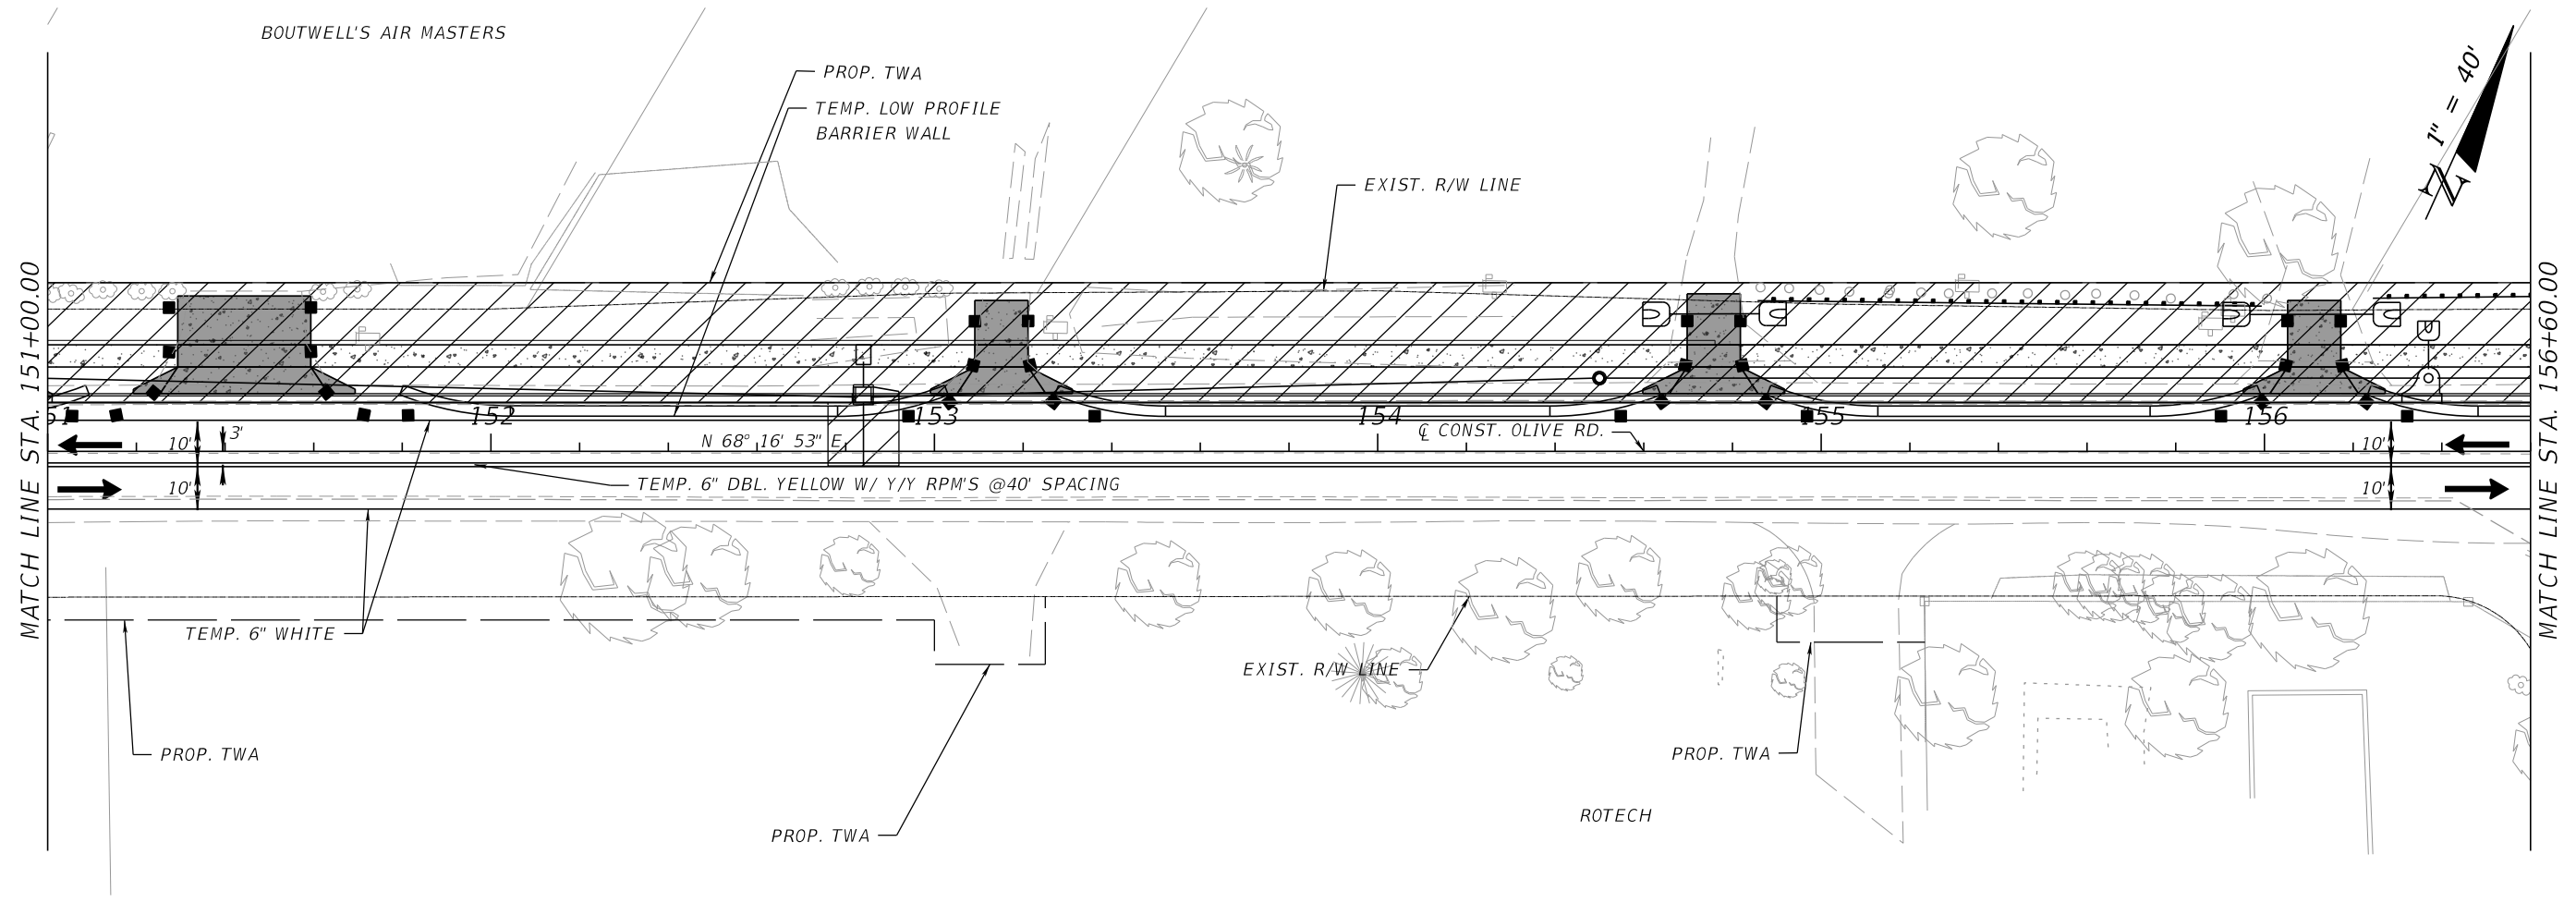 BOUTWELL'S AIR MASTERS
PROP. TWA
TEMP. LOW PROFILE
BARRIER WALL
EXIST. R/W LINE
1" = 40'
N
MATCH LINE STA. 151+00.00
MATCH LINE STA. 156+60.00
51
152
153
154
155
156
10'
3'
N 68° 16' 53" E
℄ CONST. OLIVE RD.
10'
10'
TEMP. 6" DBL. YELLOW W/ Y/Y RPM'S @40' SPACING
10'
TEMP. 6" WHITE
EXIST. R/W LINE
PROP. TWA
PROP. TWA
PROP. TWA
ROTECH